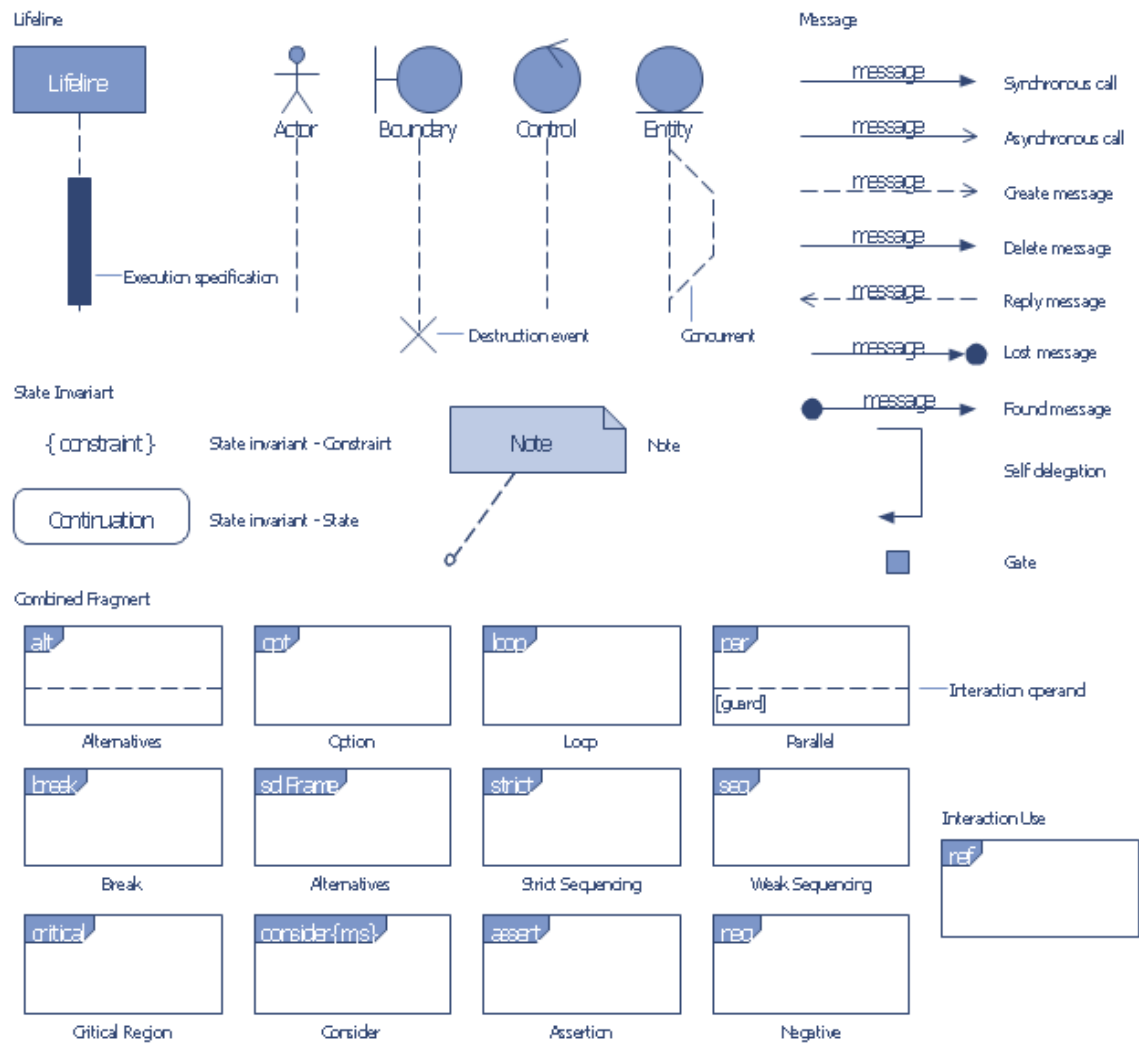 Lifeline
Message
Lifeline
Actor
Boundary
Control
Entity
Execution specification
Destruction event
Concurrent
message
Synchronous call
message
Asynchronous call
message
Create message
message
Delete message
message
Reply message
message
Lost message
message
Found message
Self delegation
Gate
State Invariart
{ constraint }
State invariant - Constraint
Note
Note
Continuation
State invariant - State
Combined Fragmert
alt
opt
loop
par
[guard]
Interaction operand
Alternatives
Option
Loop
Parallel
break
sd Frame
strict
seq
Interaction Use
ref
Break
Alternatives
Strict Sequencing
Weak Sequencing
critical
consider{m,s}
assert
neg
Critical Region
Consider
Assertion
Negative